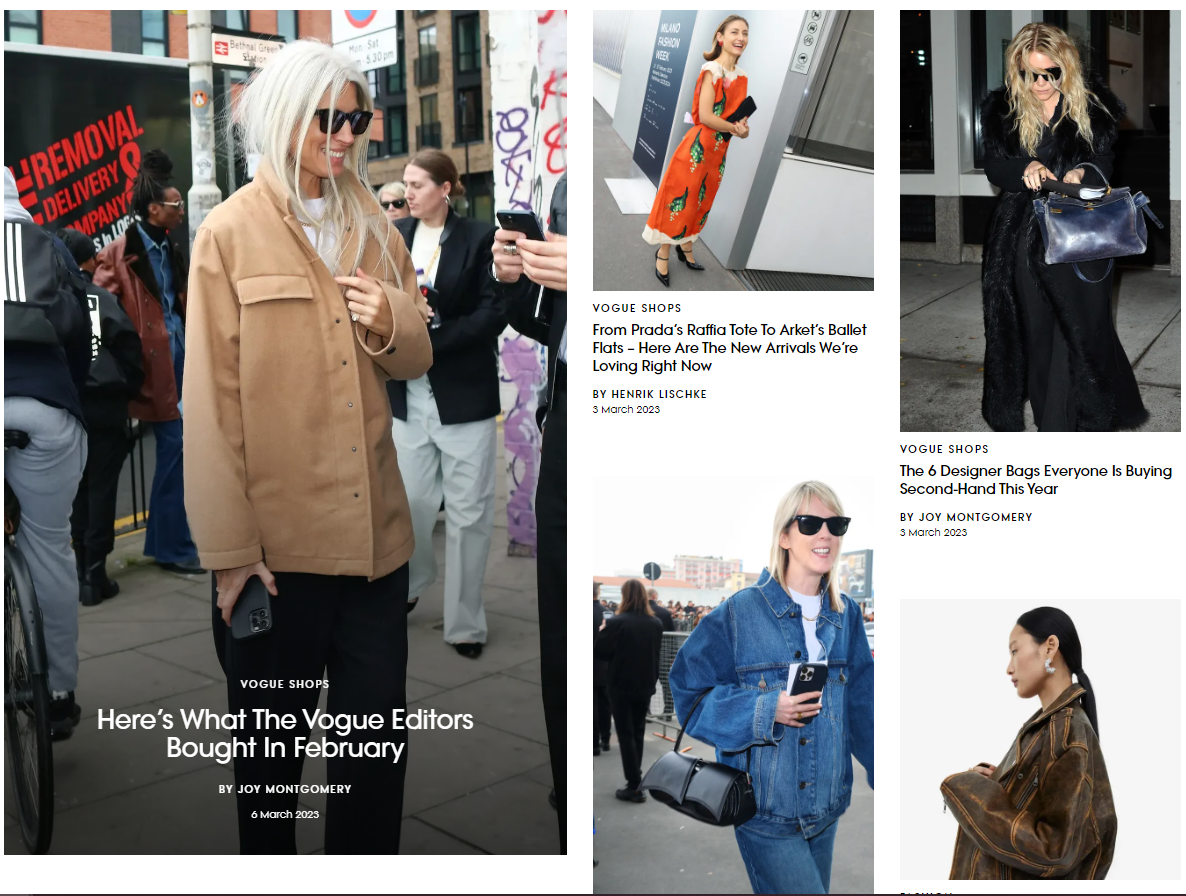 Bethnal Green
Station
Mon - Sat
REMOVAL
DELIVERY
COMPANY
MILANO
FASHION
WEEK
VOGUE SHOPS
Here's What The Vogue Editors
Bought In February
BY JOY MONTGOMERY
6 March 2023
VOGUE SHOPS
From Prada's Raffia Tote To Arket's Ballet
Flats – Here Are The New Arrivals We're
Loving Right Now
BY HENRIK LISCHKE
3 March 2023
VOGUE SHOPS
The 6 Designer Bags Everyone Is Buying
Second-Hand This Year
BY JOY MONTGOMERY
3 March 2023